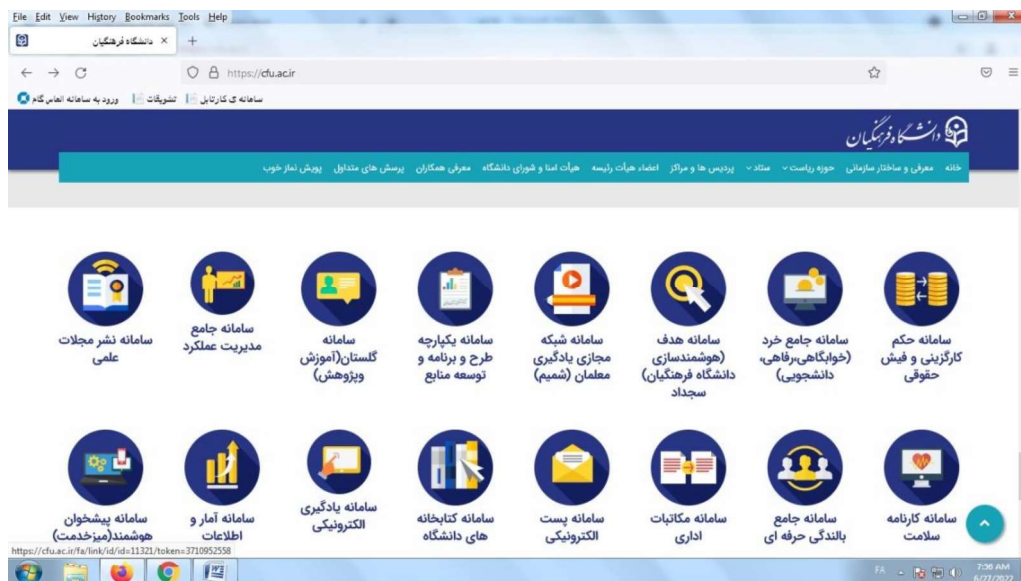 File Edit View History Bookmarks Tools Help
دانشگاه فرهنگیان
https://cfu.ac.ir
سامانه ی کارتابل تشویقات ورود به سامانه الماس گام
دانشگاه فرهنگیان
خانه معرفی و ساختار سازمانی حوزه ریاست ستاد پردیس ها و مراکز اعضاء هیأت رئیسه هیأت امنا و شورای دانشگاه معرفی همکاران پرسش های متداول پویش نماز خوب
سامانه حکم
کارگزینی و فیش
حقوقی
سامانه جامع خرد
(خوابگاهی،رفاهی،
دانشجویی)
سامانه هدف
(هوشمندسازی
دانشگاه فرهنگیان)
سجداد
سامانه شبکه
مجازی یادگیری
معلمان (شمیم)
سامانه یکپارچه
طرح و برنامه و
توسعه منابع
سامانه
گلستان(آموزش
وپژوهش)
سامانه جامع
مدیریت عملکرد
سامانه نشر مجلات
علمی
سامانه کارنامه
سلامت
سامانه جامع
بالندگی حرفه ای
سامانه مکاتبات
اداری
سامانه پست
الکترونیکی
سامانه کتابخانه
های دانشگاه
سامانه یادگیری
الکترونیکی
سامانه آمار و
اطلاعات
سامانه پیشخوان
هوشمند(میزخدمت)
https://cfu.ac.ir/fa/link/id/id=11321/token=3710952558
FA
7:36 AM
6/27/2022